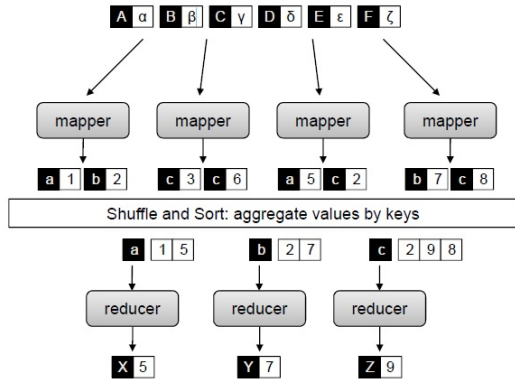 A α B β C γ D δ E ε F ζ
mapper mapper mapper mapper
a 1 b 2 c 3 c 6 a 5 c 2 b 7 c 8
Shuffle and Sort: aggregate values by keys
a 1 5 b 2 7 c 2 9 8
reducer reducer reducer
X 5 Y 7 Z 9